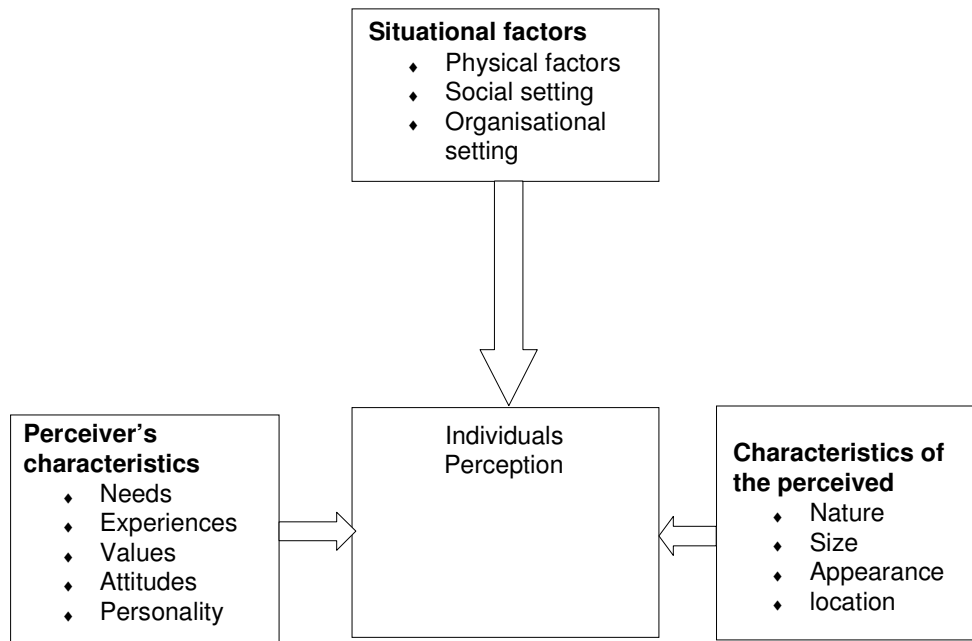 Situational factors
♦ Physical factors
♦ Social setting
♦ Organisational
setting
Perceiver's
characteristics
♦ Needs
♦ Experiences
♦ Values
♦ Attitudes
♦ Personality
Individuals
Perception
Characteristics of
the perceived
♦ Nature
♦ Size
♦ Appearance
♦ location